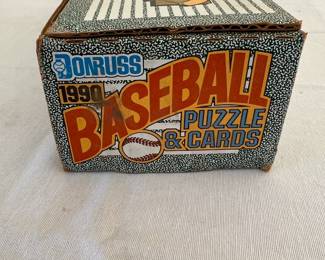 DONRUSS
1990
BASEBALL
PUZZLE
& CARDS